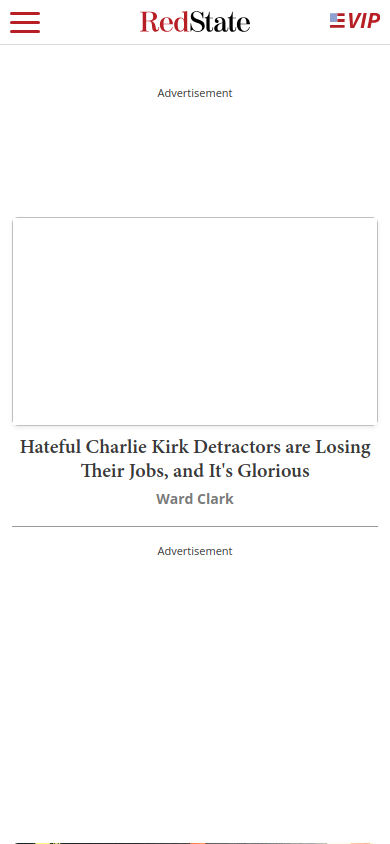 RedState
VIP
Advertisement
Hateful Charlie Kirk Detractors are Losing
Their Jobs, and It's Glorious
Ward Clark
Advertisement